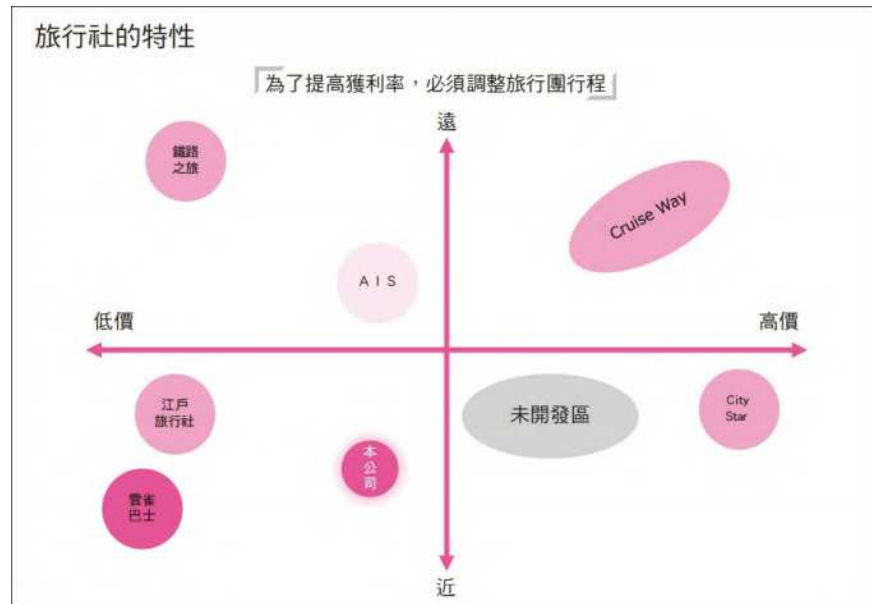 旅行社的特性
為了提高獲利率，必須調整旅行團行程
遠
鐵路
之旅
Cruise Way
AIS
低價
高價
江戶
旅行社
未開發區
City
Star
本
公
司
雲雀
巴士
近